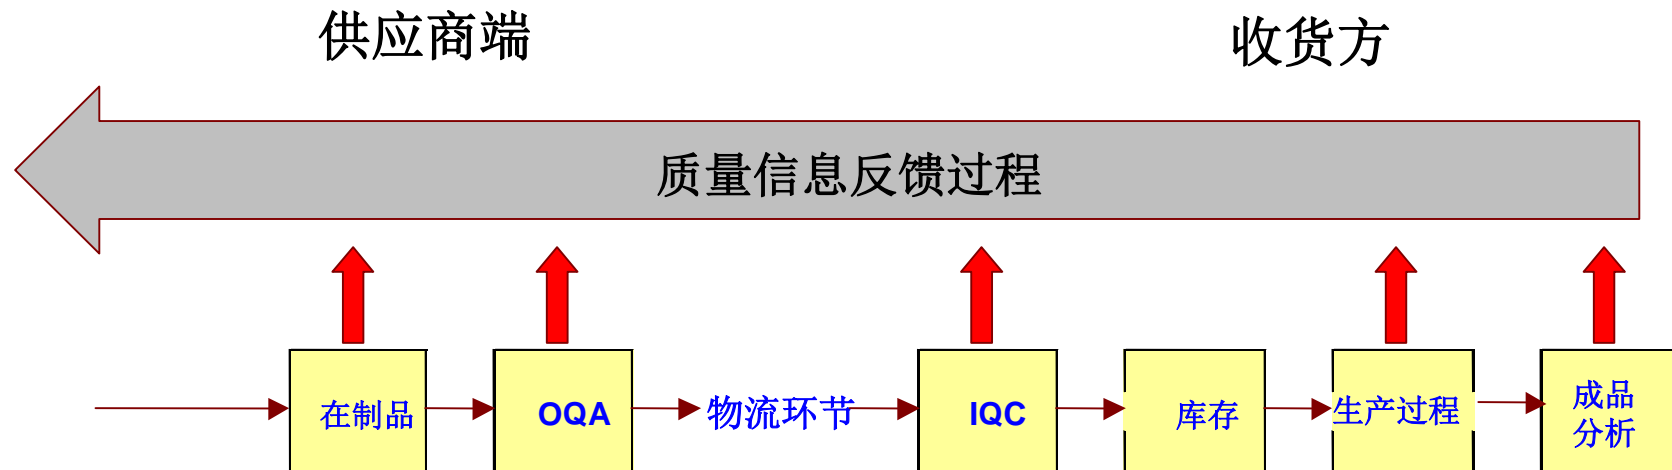 供应商端
收货方
质量信息反馈过程
在制品
OQA
物流环节
IQC
库存
生产过程
成品
分析